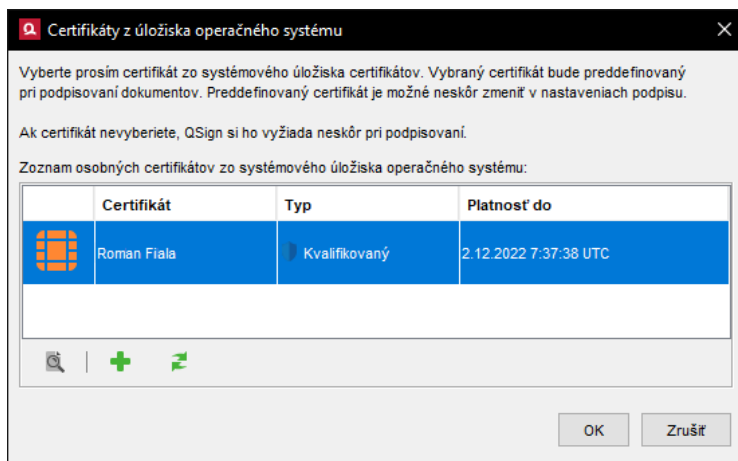 Certifikáty z úložiska operačného systému
Vyberte prosím certifikát zo systémového úložiska certifikátov. Vybraný certifikát bude preddefinovaný
pri podpisovaní dokumentov. Preddefinovaný certifikát je možné neskôr zmeniť v nastaveniach podpisu.
Ak certifikát nevyberiete, QSign si ho vyžiada neskôr pri podpisovaní.
Zoznam osobných certifikátov zo systémového úložiska operačného systému:
Certifikát Typ Platnosť do
Roman Fiala Kvalifikovaný 2.12.2022 7:37:38 UTC
OK Zrušiť